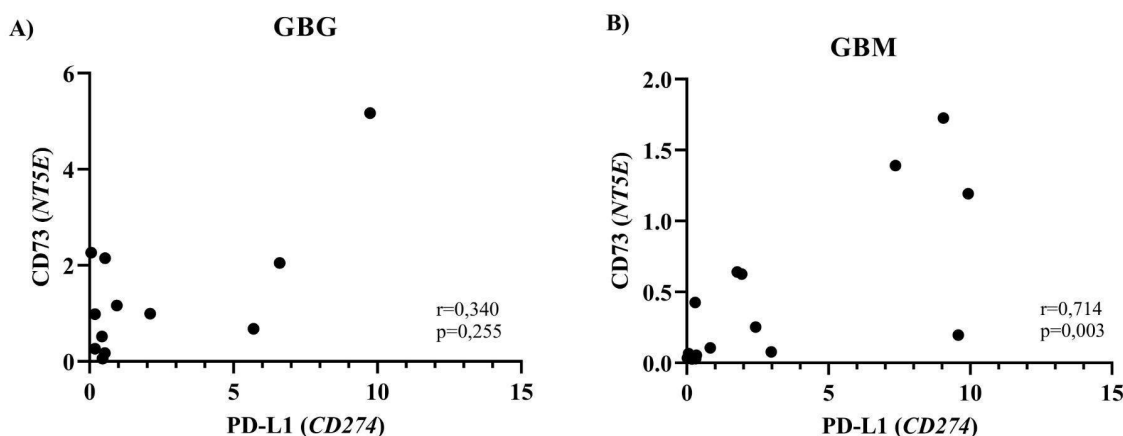 A)
GBG
6
4
2
0
CD73 (NT5E)
0
5
10
15
PD-L1 (CD274)
r=0,340
p=0,255
B)
GBM
2.0
1.5
1.0
0.5
0.0
CD73 (NT5E)
0
5
10
15
PD-L1 (CD274)
r=0,714
p=0,003